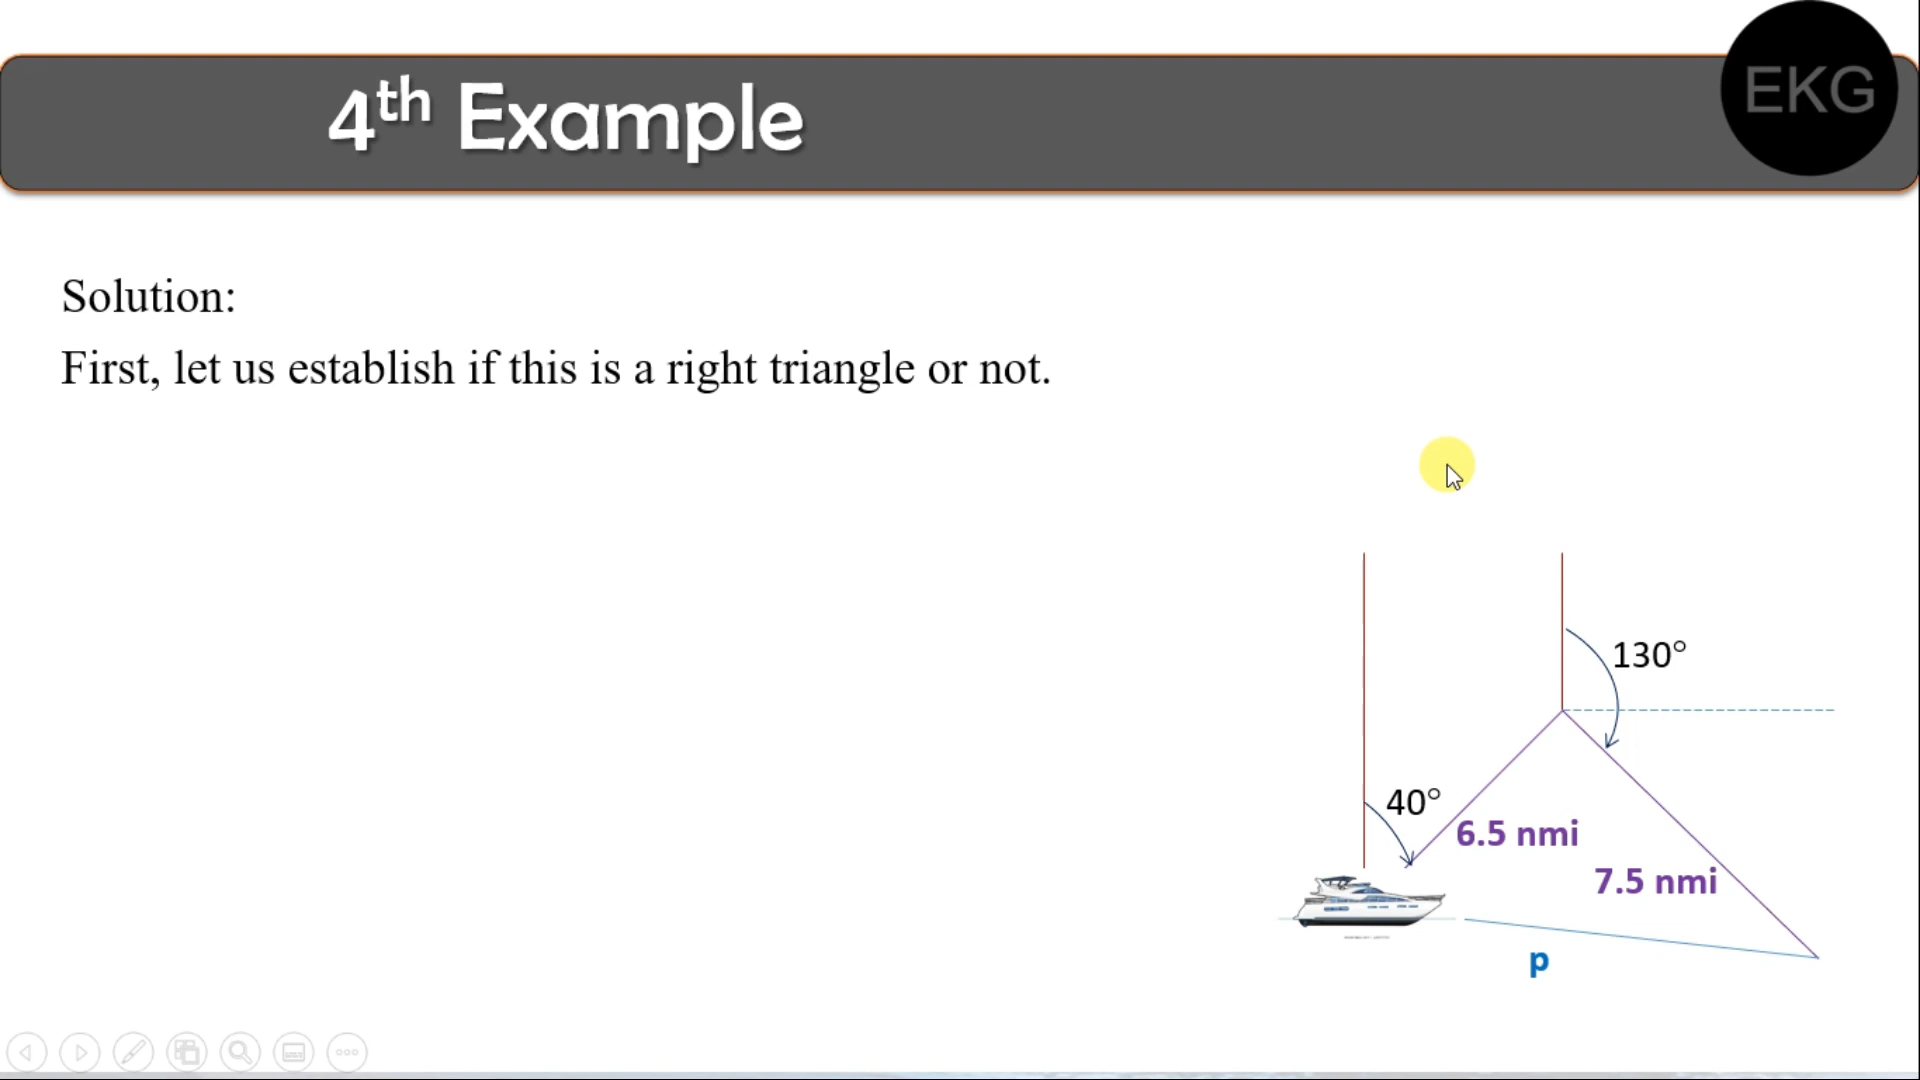 4th Example
EKG
Solution:
First, let us establish if this is a right triangle or not.
130°
40°
6.5 nmi
7.5 nmi
p